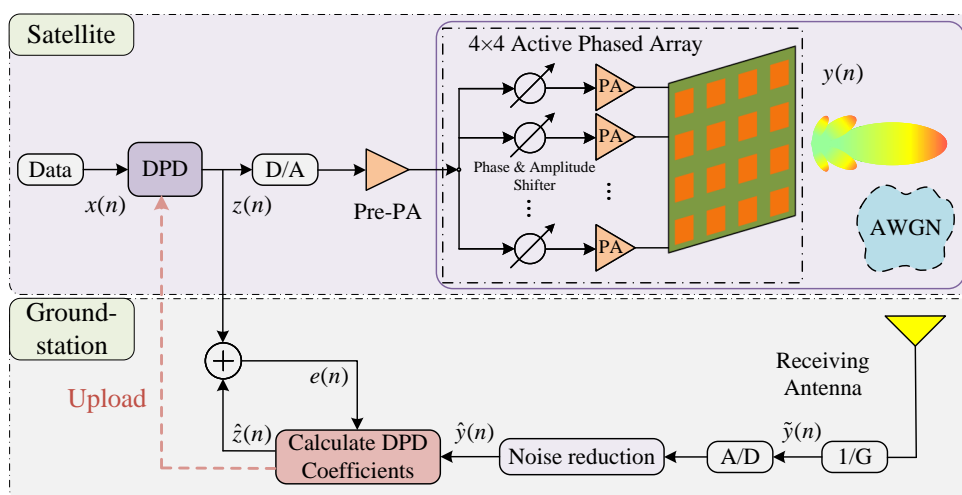 Satellite
4×4 Active Phased Array
y(n)
PA
PA
Data
DPD
D/A
Phase & Amplitude
Shifter
x(n)
z(n)
Pre-PA
...
...
AWGN
PA
Ground-
station
Receiving
Antenna
Upload
e(n)
ẑ(n)
Calculate DPD
Coefficients
ŷ(n)
Noise reduction
A/D
ỹ(n)
1/G